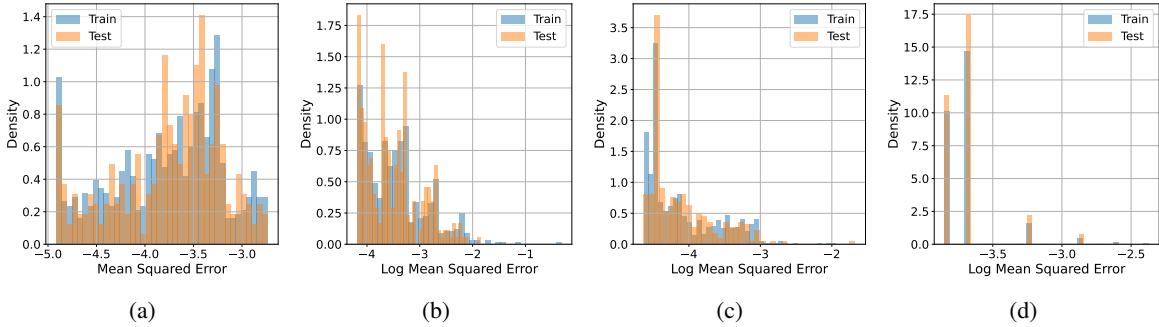 1.4
1.2
1.0
0.8
0.6
0.4
0.2
0.0
Density
-5.0 -4.5 -4.0 -3.5 -3.0
Mean Squared Error
Train
Test
(a)
1.75
1.50
1.25
1.00
0.75
0.50
0.25
0.00
Density
−4 −3 −2 −1
Log Mean Squared Error
Train
Test
(b)
3.5
3.0
2.5
2.0
1.5
1.0
0.5
0.0
Density
−4 −3 −2
Log Mean Squared Error
Train
Test
(c)
17.5
15.0
12.5
10.0
7.5
5.0
2.5
0.0
Density
−3.5 −3.0 −2.5
Log Mean Squared Error
Train
Test
(d)